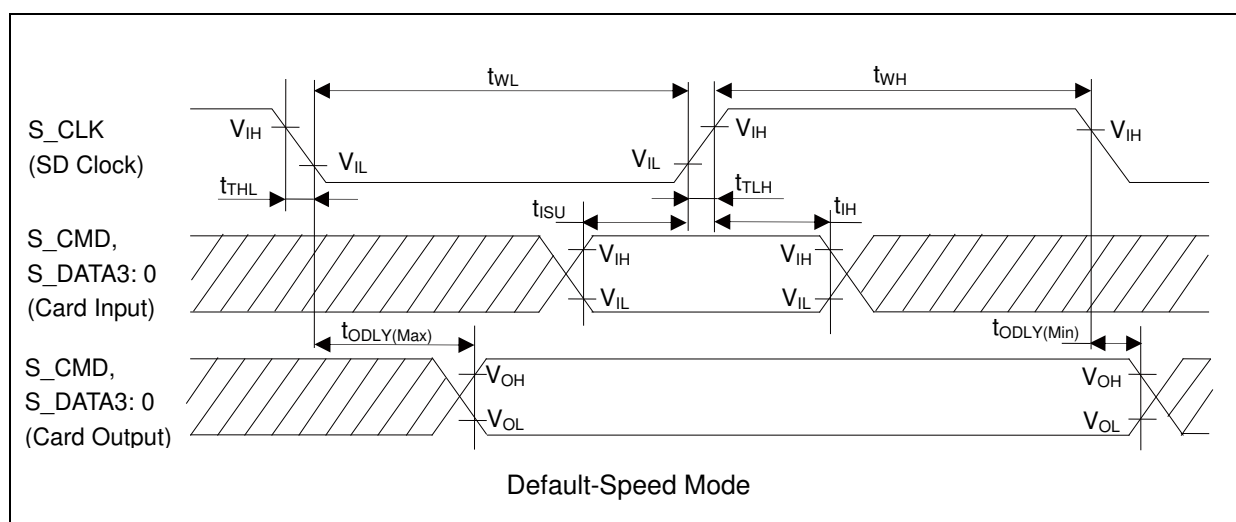 tWL
tWH
S_CLK
(SD Clock)
VIH
VIL
VIL
VIH
VIH
tTHL
tTLH
tISU
tIH
S_CMD,
S_DATA3: 0
(Card Input)
VIH
VIL
VIH
VIL
tODLY(Max)
tODLY(Min)
S_CMD,
S_DATA3: 0
(Card Output)
VOH
VOL
VOH
VOL
Default-Speed Mode